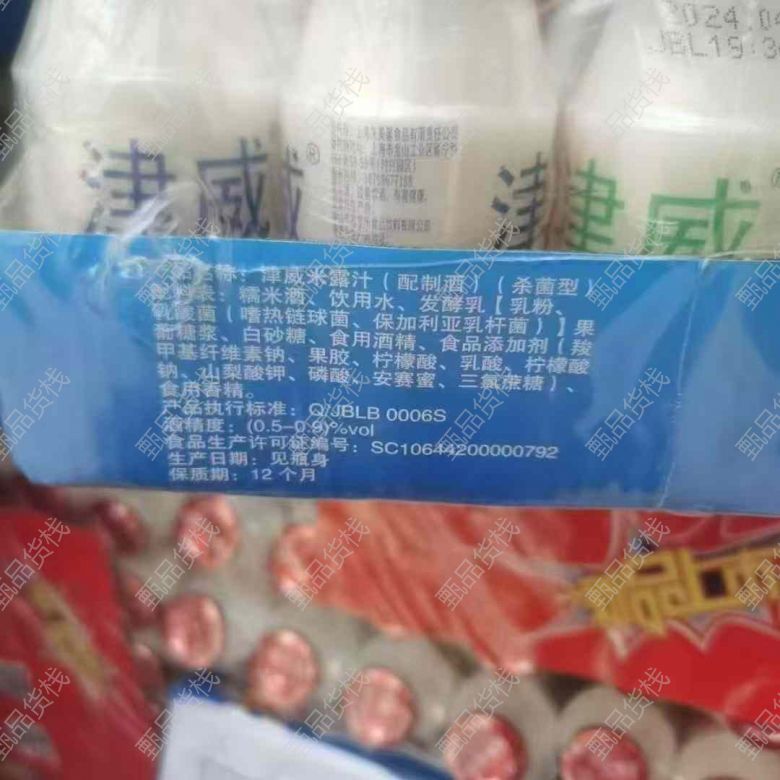 2024.04
JBL19:3
津威®
津威
名称：津威米露汁（配制酒）（杀菌型）
配料表：糯米酒、饮用水、发酵乳【乳粉、
乳酸菌（嗜热链球菌、保加利亚乳杆菌）】果
葡糖浆、白砂糖、食用酒精、食品添加剂（羧
甲基纤维素钠、果胶、柠檬酸、乳酸、柠檬酸
钠、山梨酸钾、磷酸、安赛蜜、三氯蔗糖）、
食用香精。
产品执行标准：Q/JBLB 0006S
酒精度：(0.5-0.9)%vol
食品生产许可证编号：SC10644200000792
生产日期：见瓶身
保质期：12个月
甄品货栈